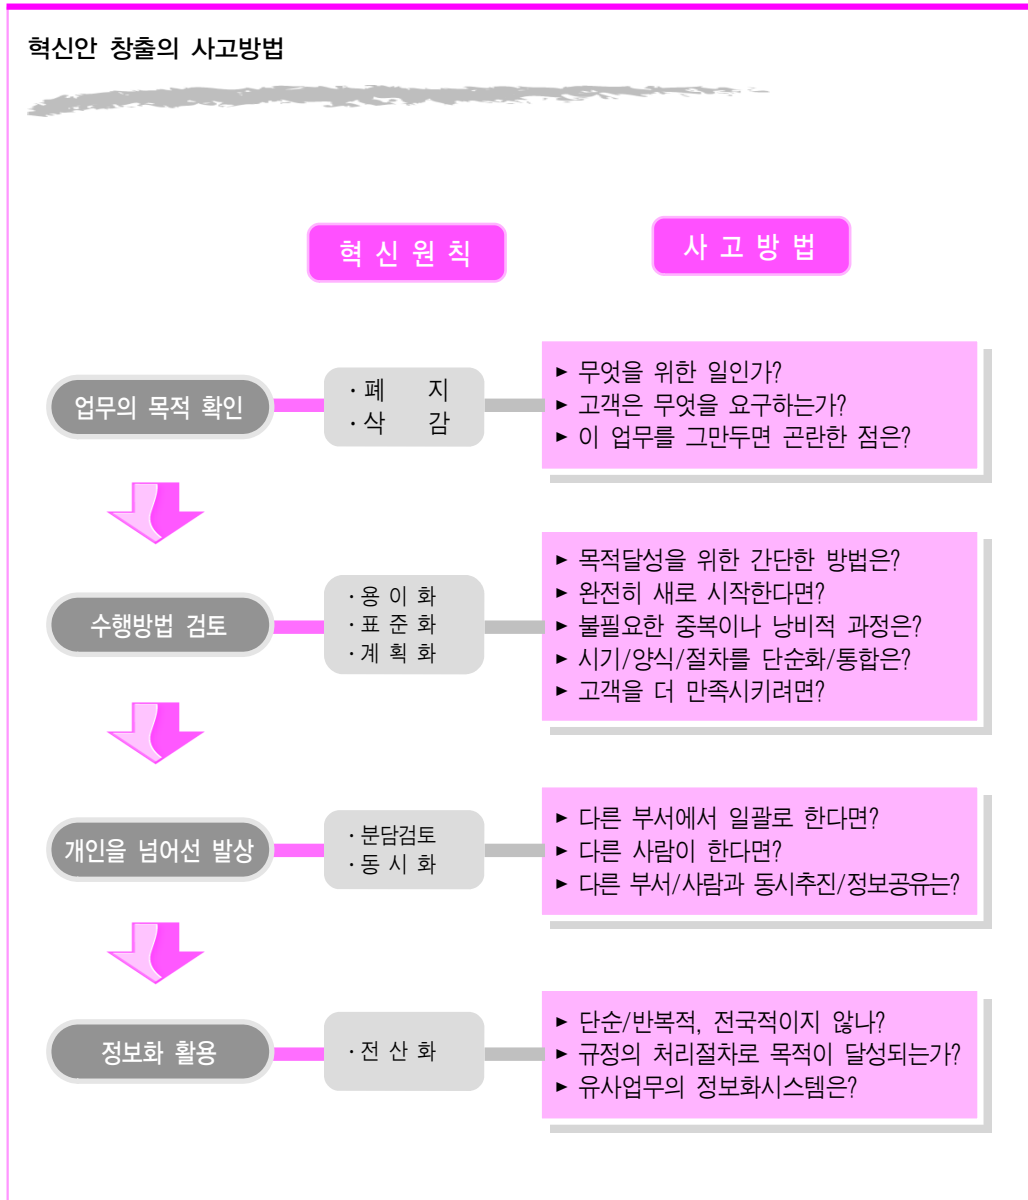 혁신안 창출의 사고방법
혁 신 원 칙
사 고 방 법
업무의 목적 확인
·폐 지
·삭 감
► 무엇을 위한 일인가?
► 고객은 무엇을 요구하는가?
► 이 업무를 그만두면 곤란한 점은?
수행방법 검토
·용 이 화
·표 준 화
·계 획 화
► 목적달성을 위한 간단한 방법은?
► 완전히 새로 시작한다면?
► 불필요한 중복이나 낭비적 과정은?
► 시기/양식/절차를 단순화/통합은?
► 고객을 더 만족시키려면?
개인을 넘어선 발상
·분담검토
·동 시 화
► 다른 부서에서 일괄로 한다면?
► 다른 사람이 한다면?
► 다른 부서/사람과 동시추진/정보공유는?
정보화 활용
·전 산 화
► 단순/반복적, 전국적이지 않나?
► 규정의 처리절차로 목적이 달성되는가?
► 유사업무의 정보화시스템은?